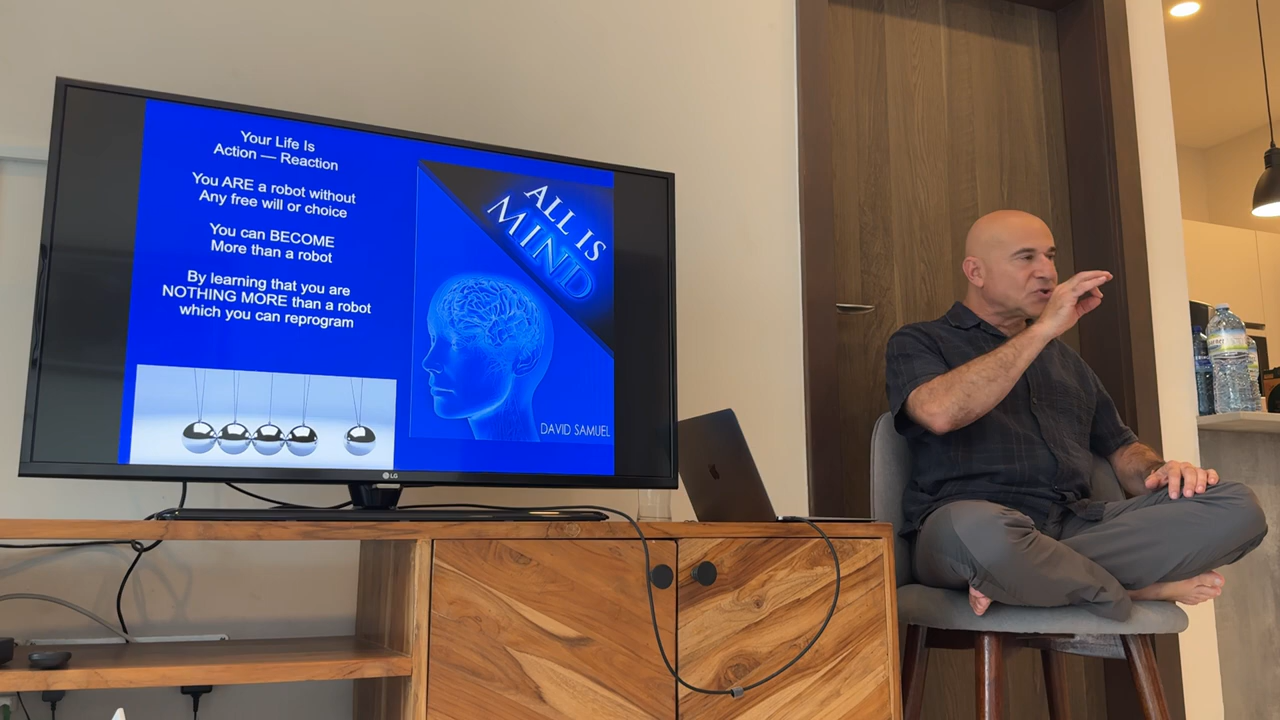 Your Life Is
Action — Reaction
You ARE a robot without
Any free will or choice
You can BECOME
More than a robot
By learning that you are
NOTHING MORE than a robot
which you can reprogram
ALL IS
MIND
DAVID SAMUEL
LG